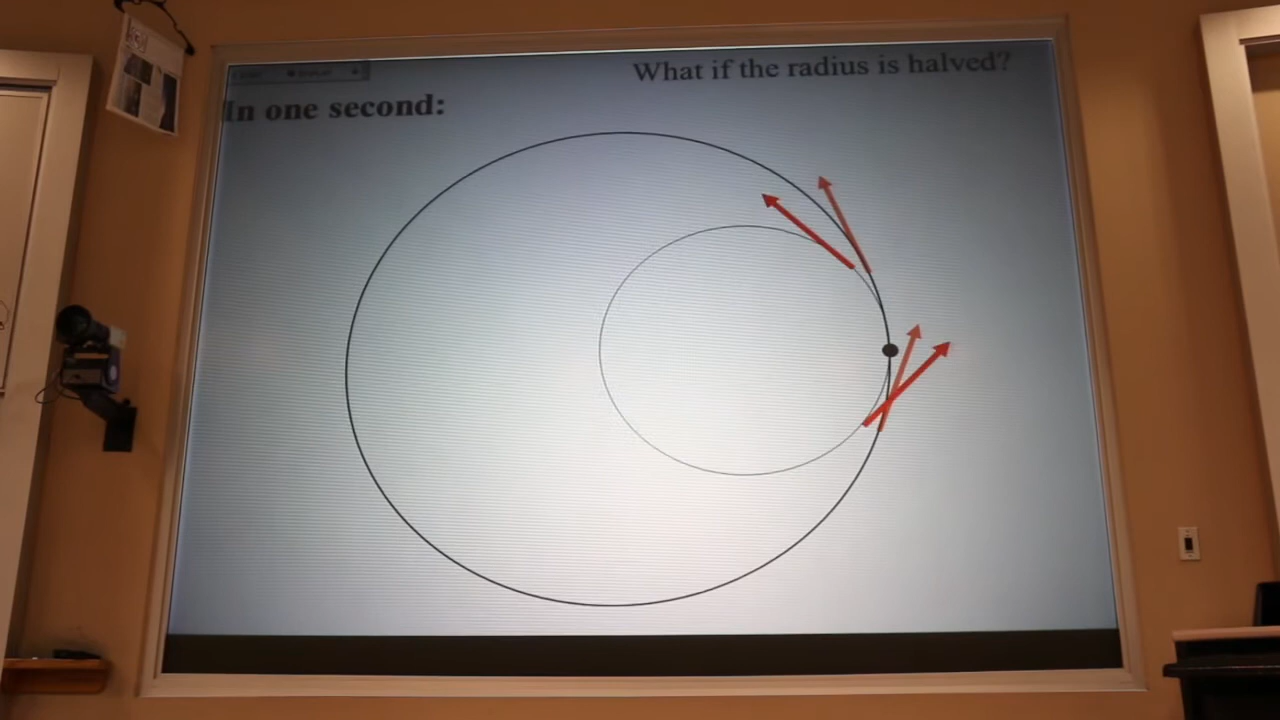 What if the radius is halved?
In one second: